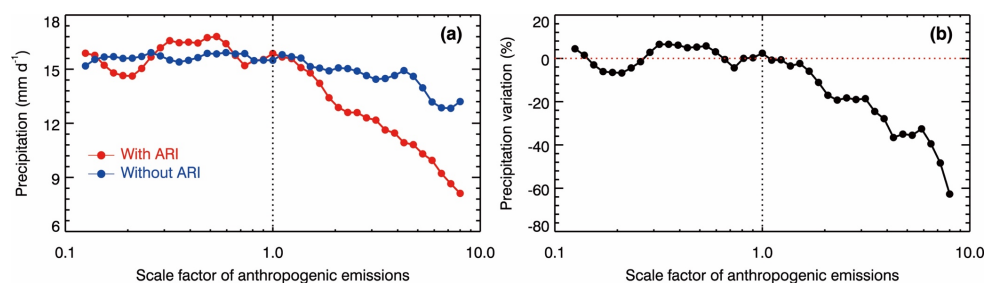 18
15
12
9
6
Precipitation (mm d⁻¹)
(a)
With ARI
Without ARI
0.1
1.0
10.0
Scale factor of anthropogenic emissions
20
0
-20
-40
-60
-80
Precipitation variation (%)
(b)
0.1
1.0
10.0
Scale factor of anthropogenic emissions